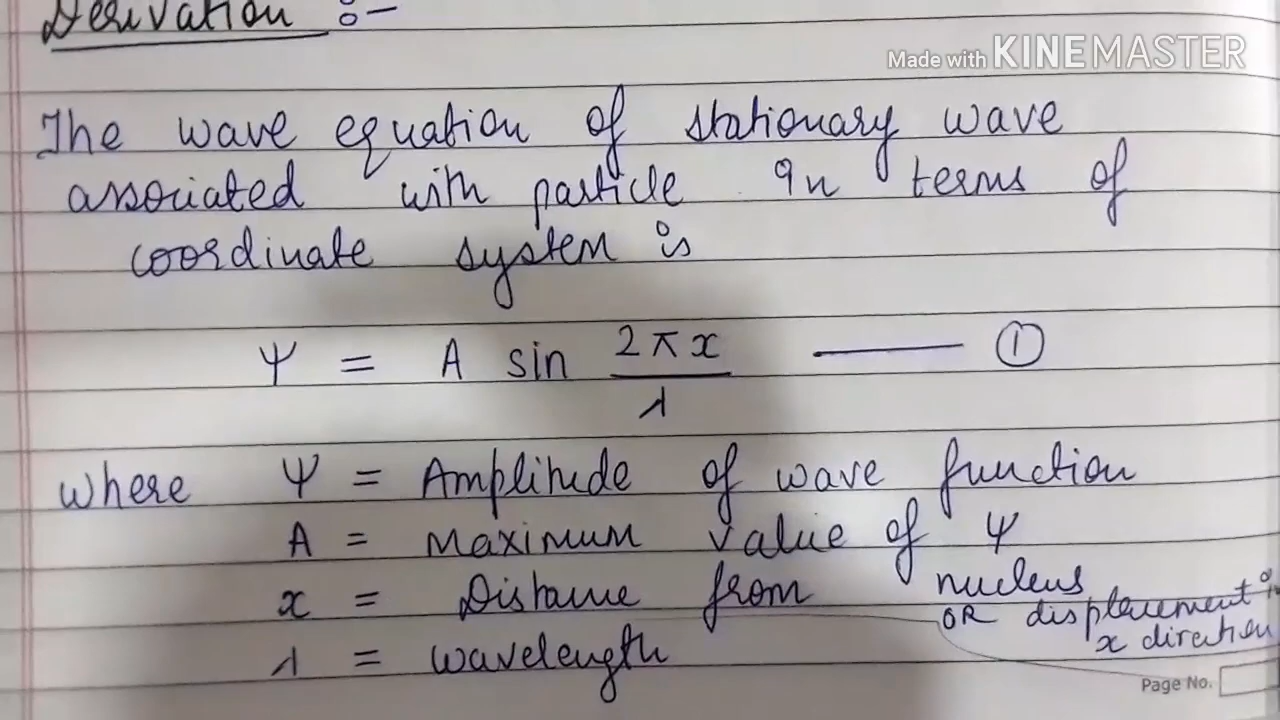 Derivation :-
Made with KINEMASTER
The wave equation of stationary wave
associated with particle in terms of
coordinate system is
Ψ = A sin 2πx / λ ——— ①
where Ψ = Amplitude of wave function
A = Maximum value of Ψ
x = Distance from nucleus
OR displacement in
x direction
λ = wavelength
Page No.